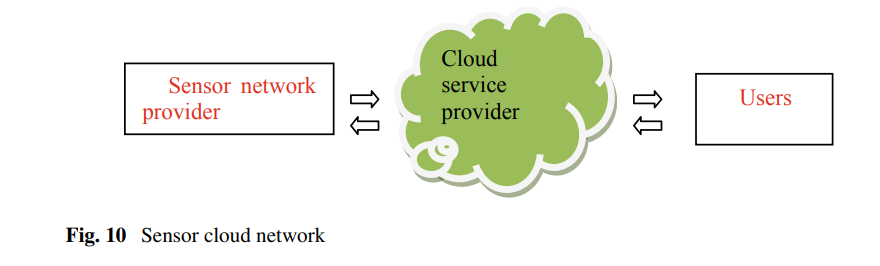 Sensor network
provider
Cloud
service
provider
Users
Fig. 10 Sensor cloud network